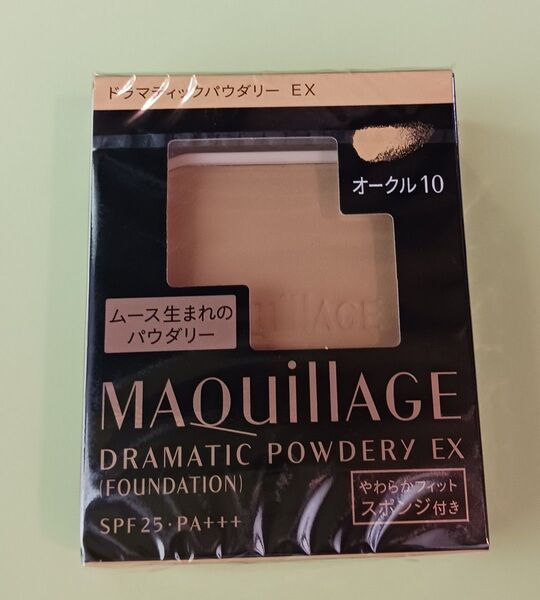 ドラマティックパウダリー EX
オークル10
ムース生まれの
パウダリー
MAQuillAGE
DRAMATIC POWDERY EX
(FOUNDATION)
やわらかフィット
スポンジ付き
SPF25・PA+++